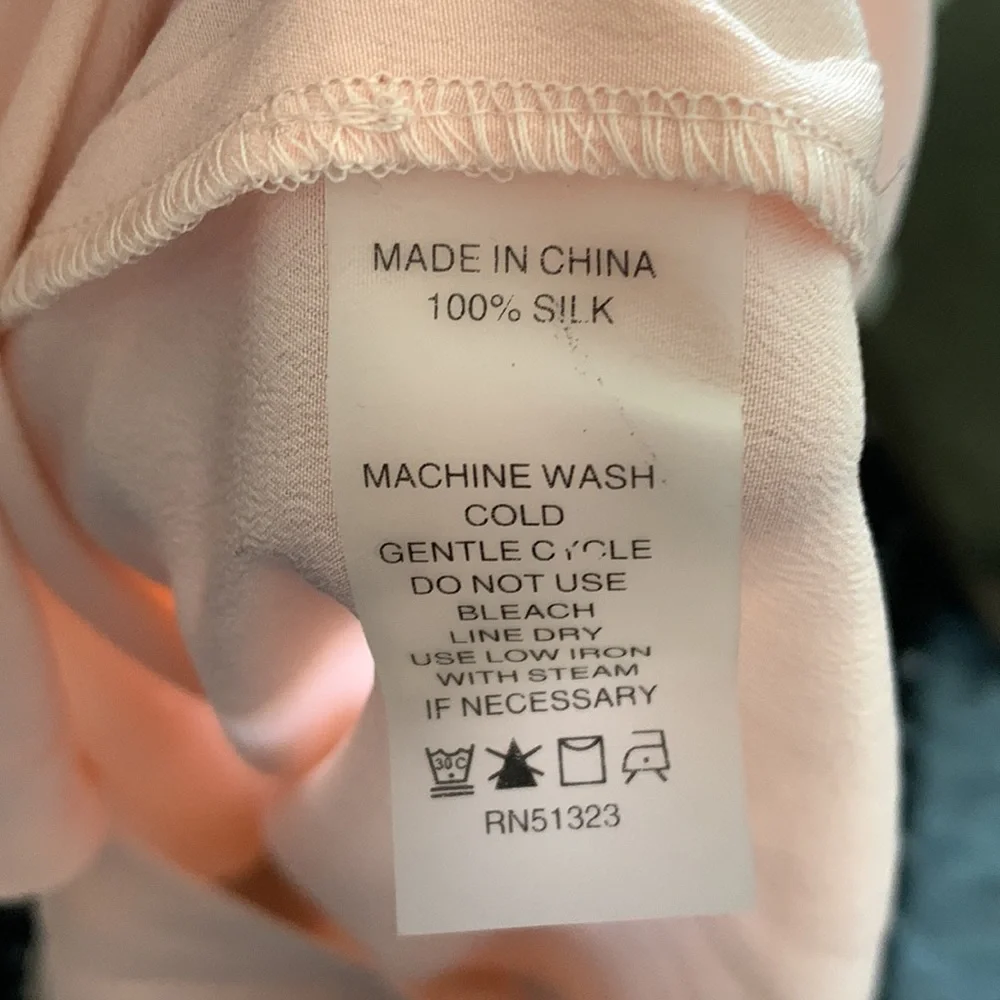 MADE IN CHINA
100% SILK
MACHINE WASH
COLD
GENTLE CYCLE
DO NOT USE
BLEACH
LINE DRY
USE LOW IRON
WITH STEAM
IF NECESSARY
30C
RN51323